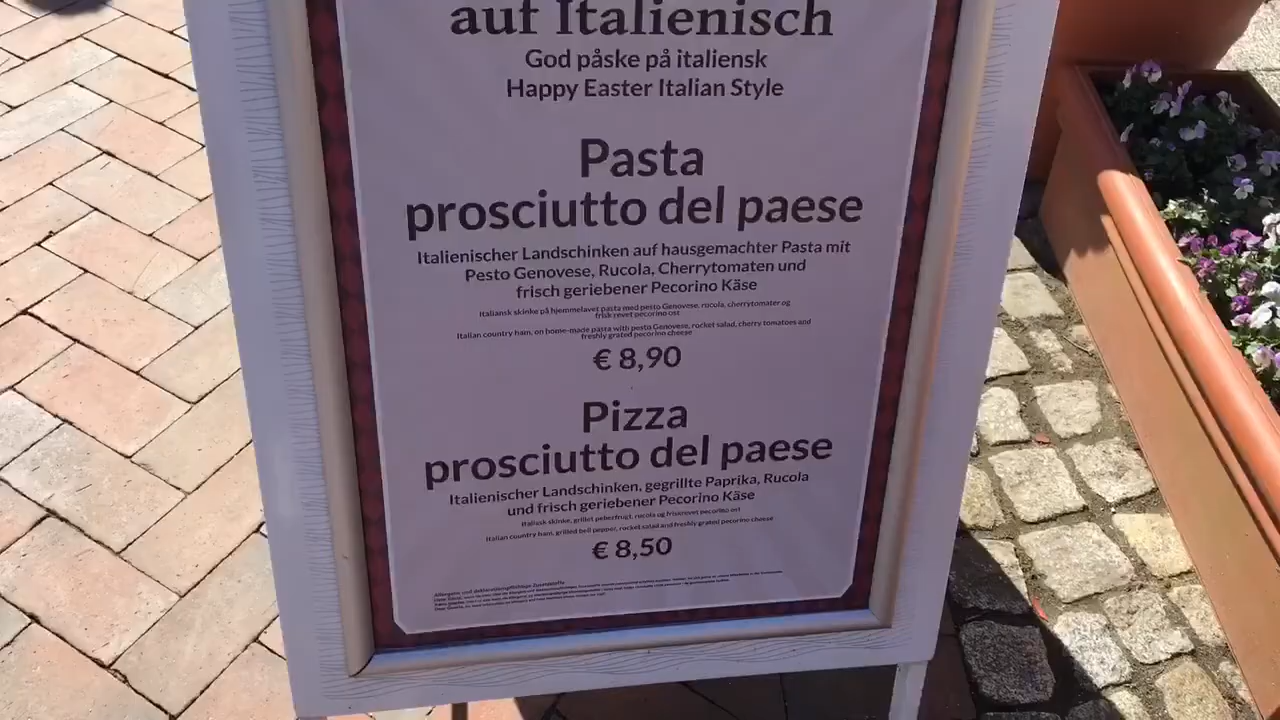 auf Italienisch
God påske på italiensk
Happy Easter Italian Style
Pasta
prosciutto del paese
Italienischer Landschinken auf hausgemachter Pasta mit
Pesto Genovese, Rucola, Cherrytomaten und
frisch geriebener Pecorino Käse
Italiansk skinke på hjemmelavet pasta med pesto Genovese, rucola, cherrytomater og
frisk revet pecorino ost
Italian country ham, on home-made pasta with pesto Genovese, rocket salad, cherry tomatoes and
freshly grated pecorino cheese
€ 8,90
Pizza
prosciutto del paese
Italienischer Landschinken, gegrillte Paprika, Rucola
und frisch geriebener Pecorino Käse
skinke, grillet peberfrugt, rucola og friskrevet pecorino ost
Italian country ham, grilled bell pepper, rocket salad and freshly grated pecorino cheese
€ 8,50
Allergene und deklarationspflichtige Zusatzstoffe